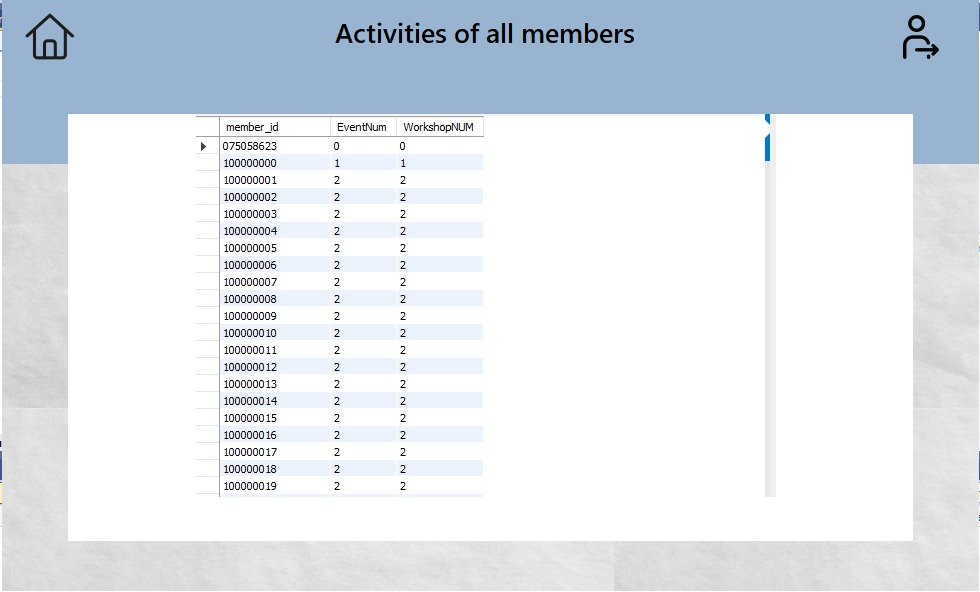 Activities of all members
member_id EventNum WorkshopNUM
075058623 0 0
100000000 1 1
100000001 2 2
100000002 2 2
100000003 2 2
100000004 2 2
100000005 2 2
100000006 2 2
100000007 2 2
100000008 2 2
100000009 2 2
100000010 2 2
100000011 2 2
100000012 2 2
100000013 2 2
100000014 2 2
100000015 2 2
100000016 2 2
100000017 2 2
100000018 2 2
100000019 2 2